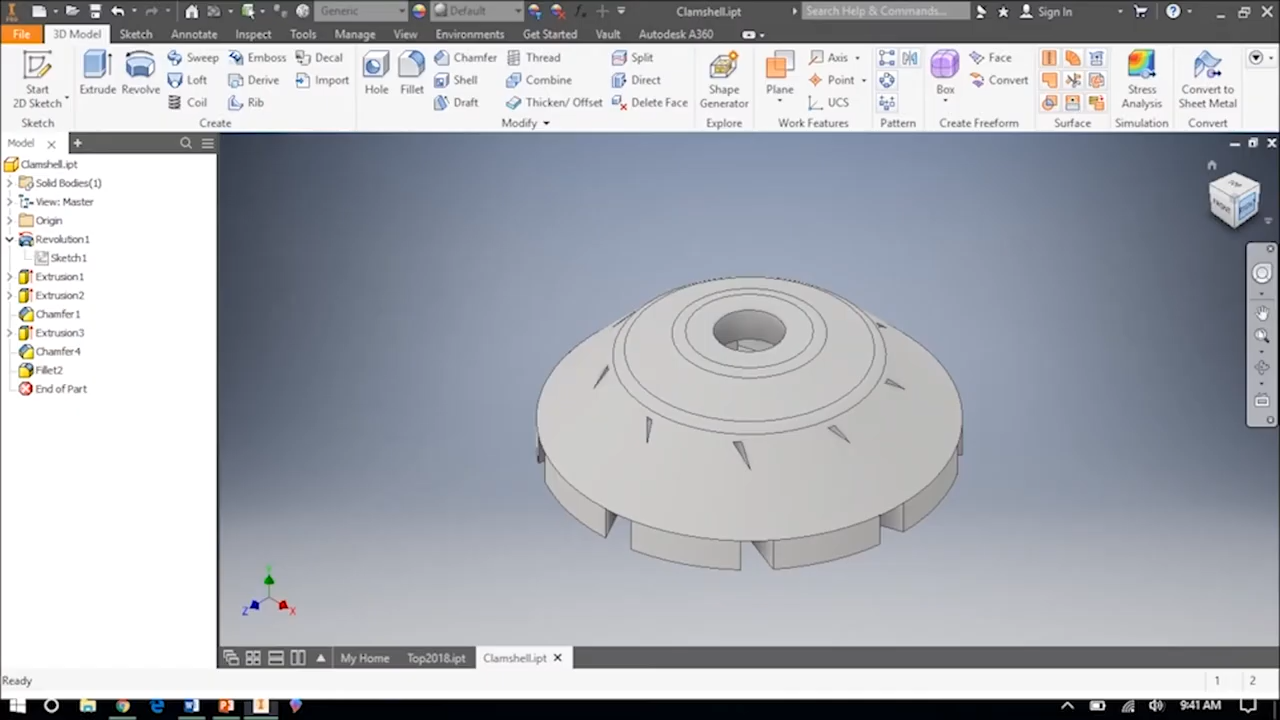 Generic
Default
Clamshell.ipt
Search Help & Commands...
Sign In
File
3D Model
Sketch
Annotate
Inspect
Tools
Manage
View
Environments
Get Started
Vault
Autodesk A360
Start
2D Sketch
Extrude
Revolve
Sweep
Loft
Coil
Emboss
Derive
Rib
Decal
Import
Hole
Fillet
Chamfer
Shell
Draft
Thread
Combine
Thicken/ Offset
Split
Direct
Delete Face
Shape
Generator
Plane
Axis
Point
UCS
Box
Face
Convert
Stress
Analysis
Convert to
Sheet Metal
Sketch
Create
Modify
Explore
Work Features
Pattern
Create Freeform
Surface
Simulation
Convert
Model
Clamshell.ipt
Solid Bodies(1)
View: Master
Origin
Revolution1
Sketch1
Extrusion1
Extrusion2
Chamfer1
Extrusion3
Chamfer4
Fillet2
End of Part
TOP
FRONT
Z
X
My Home
Top2018.ipt
Clamshell.ipt
Ready
1
2
9:41 AM